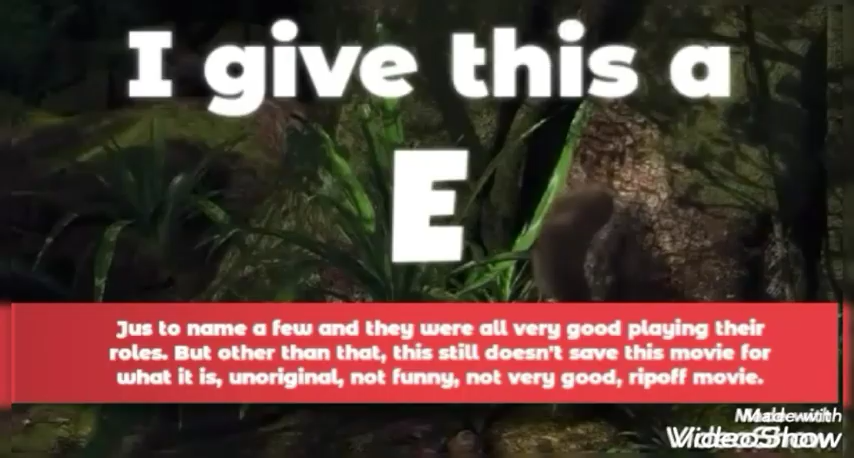 I give this a
E
Jus to name a few and they were all very good playing their
roles. But other than that, this still doesn't save this movie for
what it is, unoriginal, not funny, not very good, ripoff movie.
Made with
VideoShow